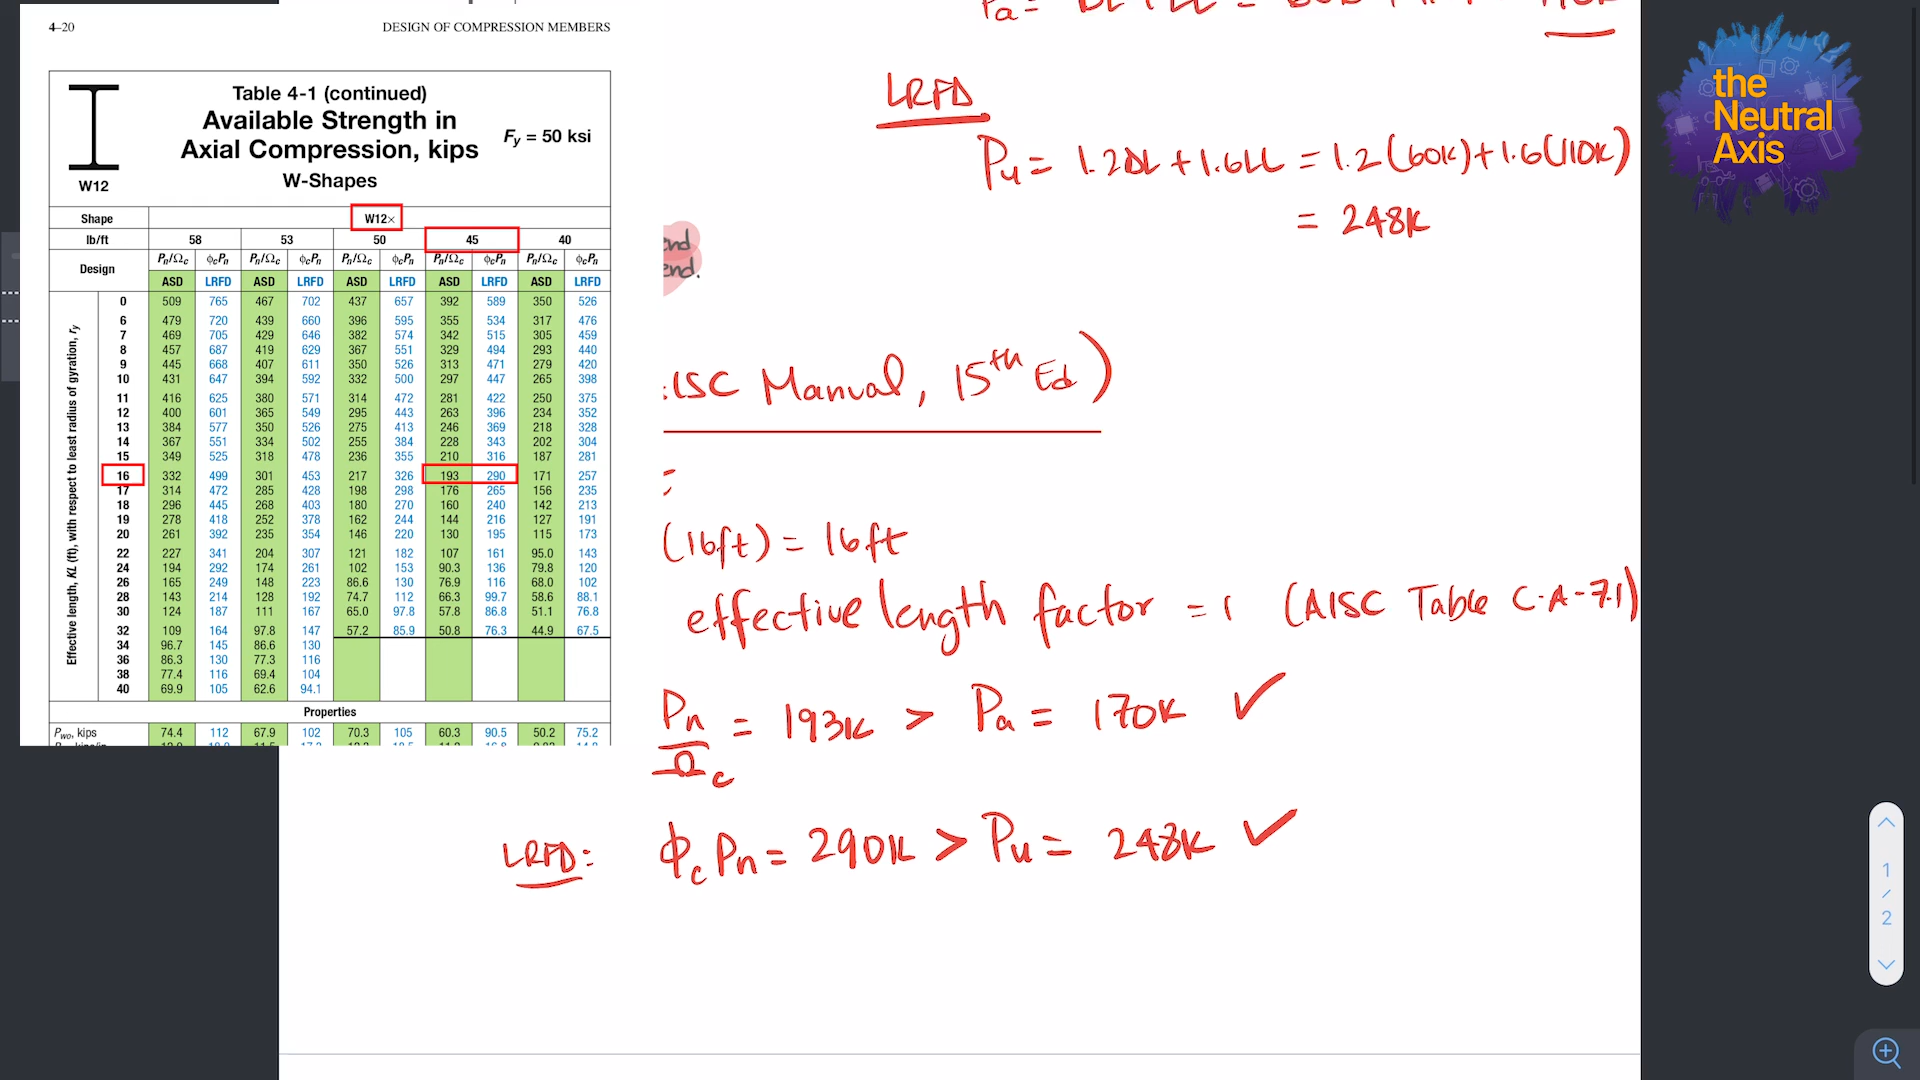 4–20 DESIGN OF COMPRESSION MEMBERS
Table 4-1 (continued)
Available Strength in
Axial Compression, kips
Fy = 50 ksi
W-Shapes
W12
Shape W12×
lb/ft 58 53 50 45 40
Design Pn/Ωc ϕcPn Pn/Ωc ϕcPn Pn/Ωc ϕcPn Pn/Ωc ϕcPn Pn/Ωc ϕcPn
ASD LRFD ASD LRFD ASD LRFD ASD LRFD ASD LRFD
Effective length, KL (ft), with respect to least radius of gyration, ry
0 509 765 467 702 437 657 392 589 350 526
6 479 720 439 660 396 595 355 534 317 476
7 469 705 429 646 382 574 342 515 305 459
8 457 687 419 629 367 551 329 494 293 440
9 445 668 407 611 350 526 313 471 279 420
10 431 647 394 592 332 500 297 447 265 398
11 416 625 380 571 314 472 281 422 250 375
12 400 601 365 549 295 443 263 396 234 352
13 384 577 350 526 275 413 246 369 218 328
14 367 551 334 502 255 384 228 343 202 304
15 349 525 318 478 236 355 210 316 187 281
16 332 499 301 453 217 326 193 290 171 257
17 314 472 285 428 198 298 176 265 156 235
18 296 445 268 403 180 270 160 240 142 213
19 278 418 252 378 162 244 144 216 127 191
20 261 392 235 354 146 220 130 195 115 173
22 227 341 204 307 121 182 107 161 95.0 143
24 194 292 174 261 102 153 90.3 136 79.8 120
26 165 249 148 223 86.6 130 76.9 116 68.0 102
28 143 214 128 192 74.7 112 66.3 99.7 58.6 88.1
30 124 187 111 167 65.0 97.8 57.8 86.8 51.1 76.8
32 109 164 97.8 147 57.2 85.9 50.8 76.3 44.9 67.5
34 96.7 145 86.6 130
36 86.3 130 77.3 116
38 77.4 116 69.4 104
40 69.9 105 62.6 94.1
Properties
Pwo, kips 74.4 112 67.9 102 70.3 105 60.3 90.5 50.2 75.2
LRFD
Pu = 1.2DL + 1.6LL = 1.2(60K) + 1.6(110K)
= 248K
end.
ISC Manual, 15th Ed)
(16ft) = 16ft
effective length factor = 1 (AISC Table C-A-7.1)
Pn/Ωc = 193K > Pa = 170K ✓
LRFD: ϕcPn = 290K > Pu = 248K ✓
the
Neutral
Axis
1
/
2